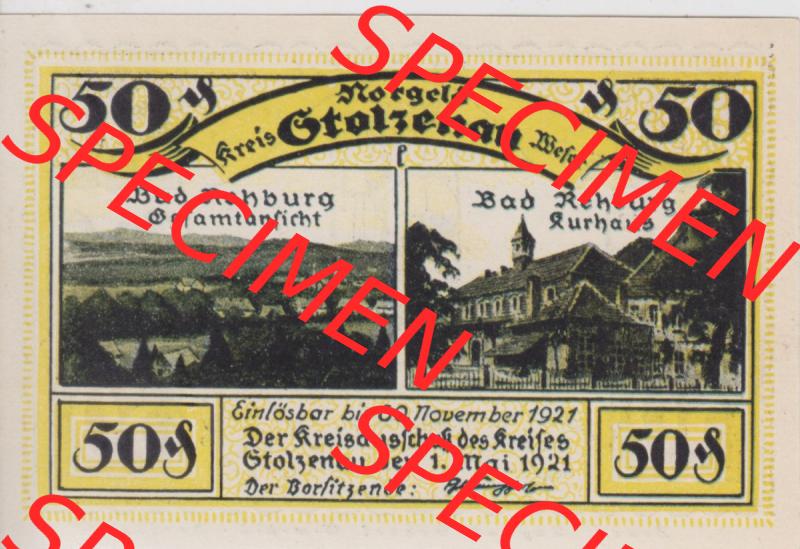 50 ₰ Notgeld ₰ 50
Kreis Stolzenau Weser
Bad Rehburg
Gesamtansicht
Bad Rehburg
Kurhaus
Einlösbar bis 30 November 1921
Der Kreisausschuß des Kreises
Stolzenau den 1. Mai 1921
Der Vorsitzende:
50 ₰
50 ₰
SPECIMEN
SPECIMEN
SPECIMEN
SPECIMEN